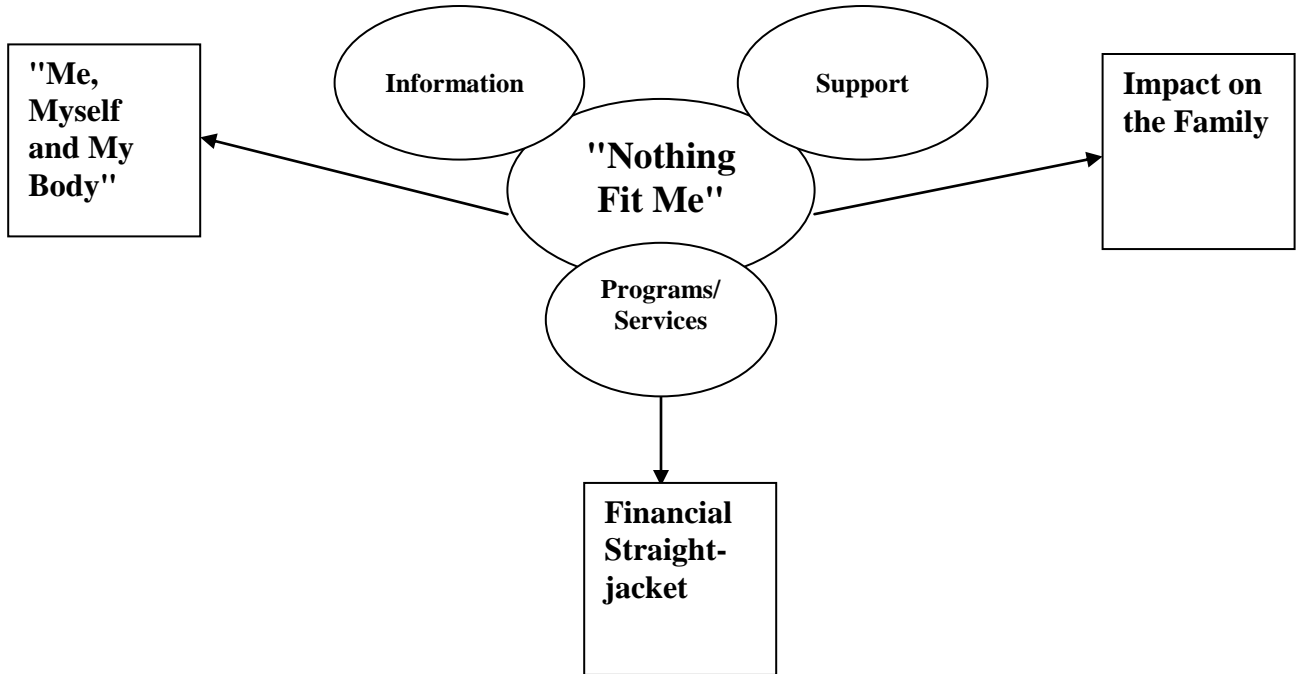 "Me,
Myself
and My
Body"
Information
Support
Impact on
the Family
"Nothing
Fit Me"
Programs/
Services
Financial
Straight-
jacket